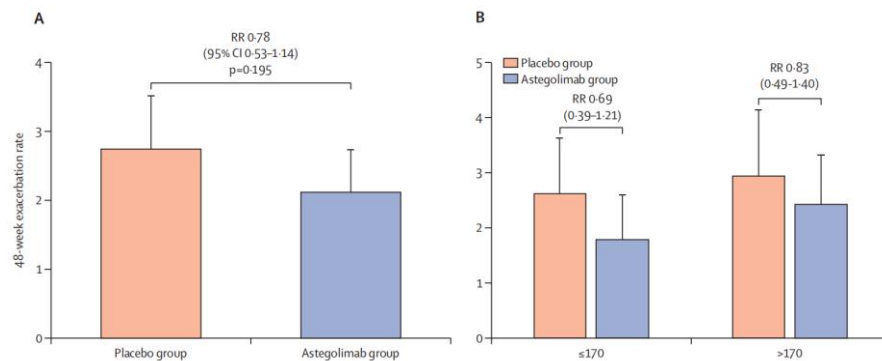 A
RR 0·78
(95% CI 0·53–1·14)
p=0·195
48-week exacerbation rate
4
3
2
1
0
Placebo group
Astegolimab group
B
Placebo group
Astegolimab group
RR 0·69
(0·39–1·21)
RR 0·83
(0·49–1·40)
5
4
3
2
1
0
≤170
>170